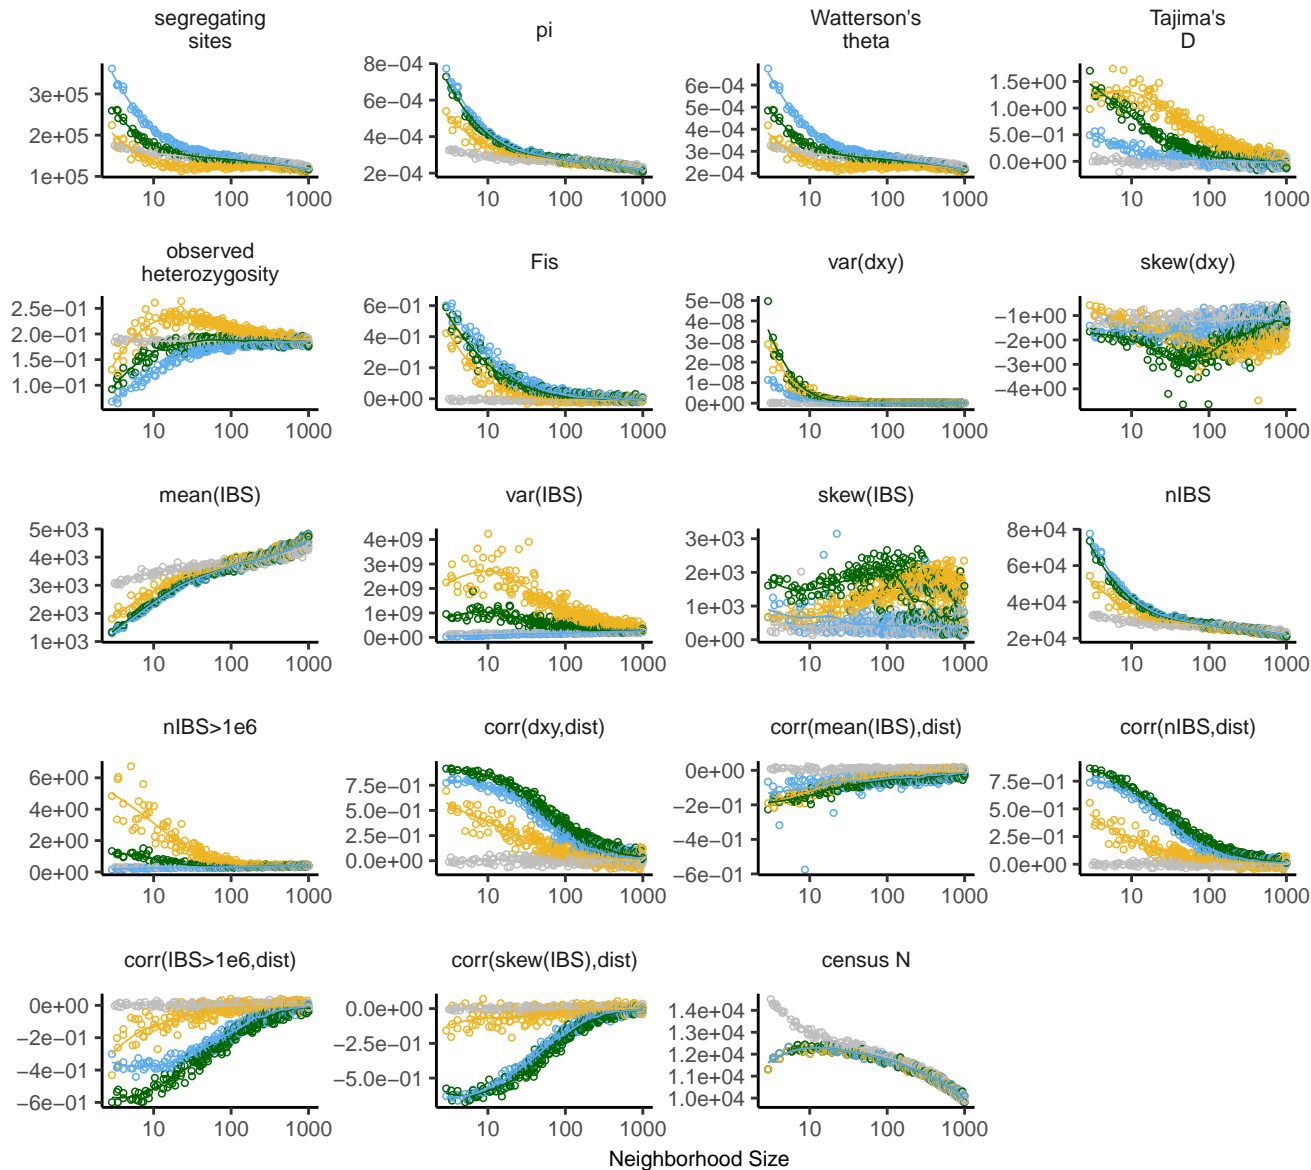 segregating
sites
pi
Watterson's
theta
Tajima's
D
3e+05
2e+05
1e+05
10 100 1000
8e−04
6e−04
4e−04
2e−04
10 100 1000
6e−04
5e−04
4e−04
3e−04
2e−04
10 100 1000
1.5e+00
1.0e+00
5.0e−01
0.0e+00
10 100 1000
observed
heterozygosity
Fis
var(dxy)
skew(dxy)
2.5e−01
2.0e−01
1.5e−01
1.0e−01
10 100 1000
6e−01
4e−01
2e−01
0e+00
10 100 1000
5e−08
4e−08
3e−08
2e−08
1e−08
0e+00
10 100 1000
−1e+00
−2e+00
−3e+00
−4e+00
10 100 1000
mean(IBS)
var(IBS)
skew(IBS)
nIBS
5e+03
4e+03
3e+03
2e+03
1e+03
10 100 1000
4e+09
3e+09
2e+09
1e+09
0e+00
10 100 1000
3e+03
2e+03
1e+03
0e+00
10 100 1000
8e+04
6e+04
4e+04
2e+04
10 100 1000
nIBS>1e6
corr(dxy,dist)
corr(mean(IBS),dist)
corr(nIBS,dist)
6e+00
4e+00
2e+00
0e+00
10 100 1000
7.5e−01
5.0e−01
2.5e−01
0.0e+00
10 100 1000
0e+00
−2e−01
−4e−01
−6e−01
10 100 1000
7.5e−01
5.0e−01
2.5e−01
0.0e+00
10 100 1000
corr(IBS>1e6,dist)
corr(skew(IBS),dist)
census N
0e+00
−2e−01
−4e−01
−6e−01
10 100 1000
0.0e+00
−2.5e−01
−5.0e−01
10 100 1000
1.4e+04
1.3e+04
1.2e+04
1.1e+04
1.0e+04
10 100 1000
Neighborhood Size